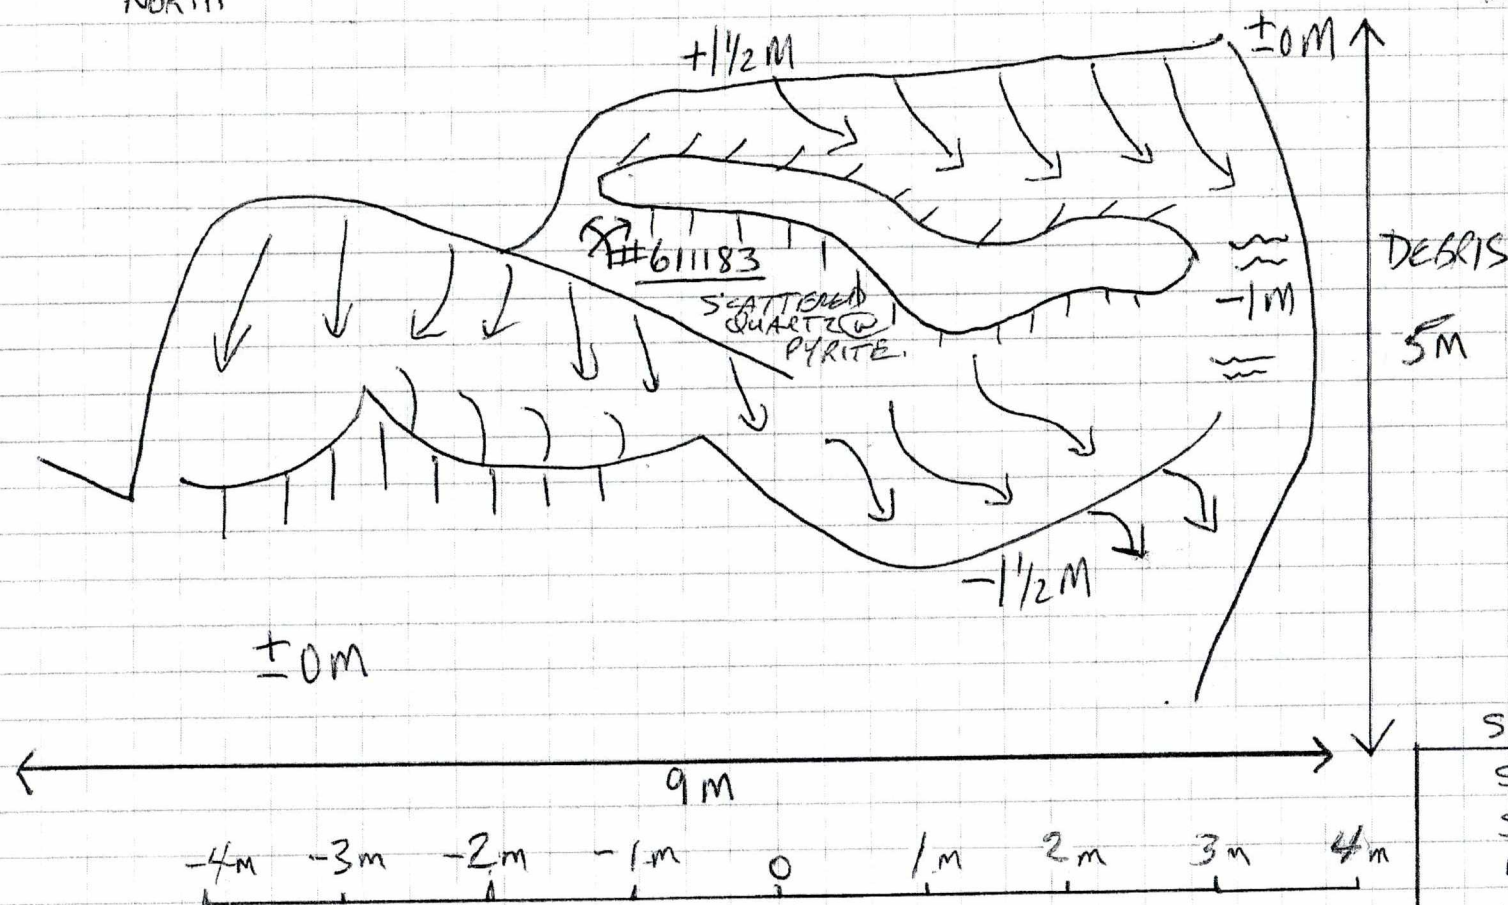 NORTH
+1½M
±0M
#611183
SCATTERED
QUARTZ @
PYRITE.
DEBRIS
-1M
5M
-1½M
±0M
9M
-4m -3m -2m -1m 0 1m 2m 3m 4m